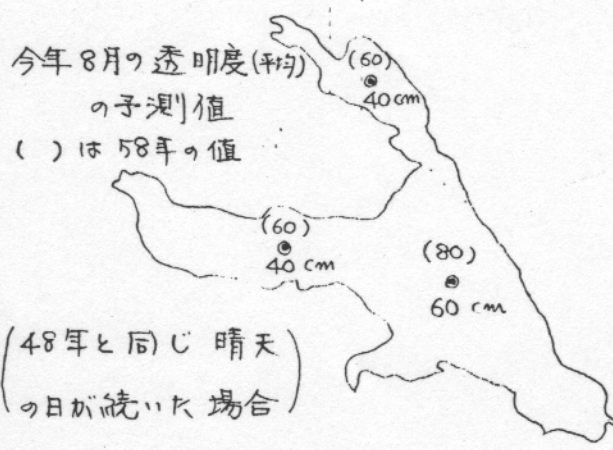 今年8月の透明度(平均)
の予測値
( )は58年の値
(60)
40cm
(60)
40cm
(80)
60cm
(48年と同じ晴天
の日が続いた場合)